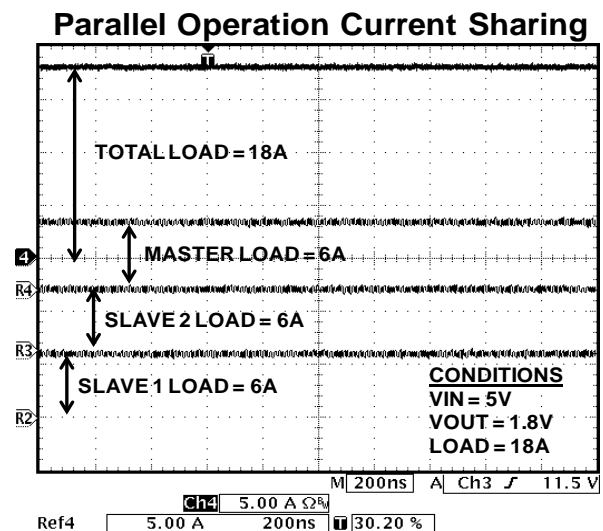 Parallel Operation Current Sharing
T
TOTAL LOAD = 18A
4
MASTER LOAD = 6A
R4
SLAVE 2 LOAD = 6A
R3
SLAVE 1 LOAD = 6A
R2
CONDITIONS
VIN = 5V
VOUT = 1.8V
LOAD = 18A
M 200ns A Ch3 ʃ 11.5 V
Ch4 5.00 A ΩBw
Ref4 5.00 A 200ns T 30.20 %